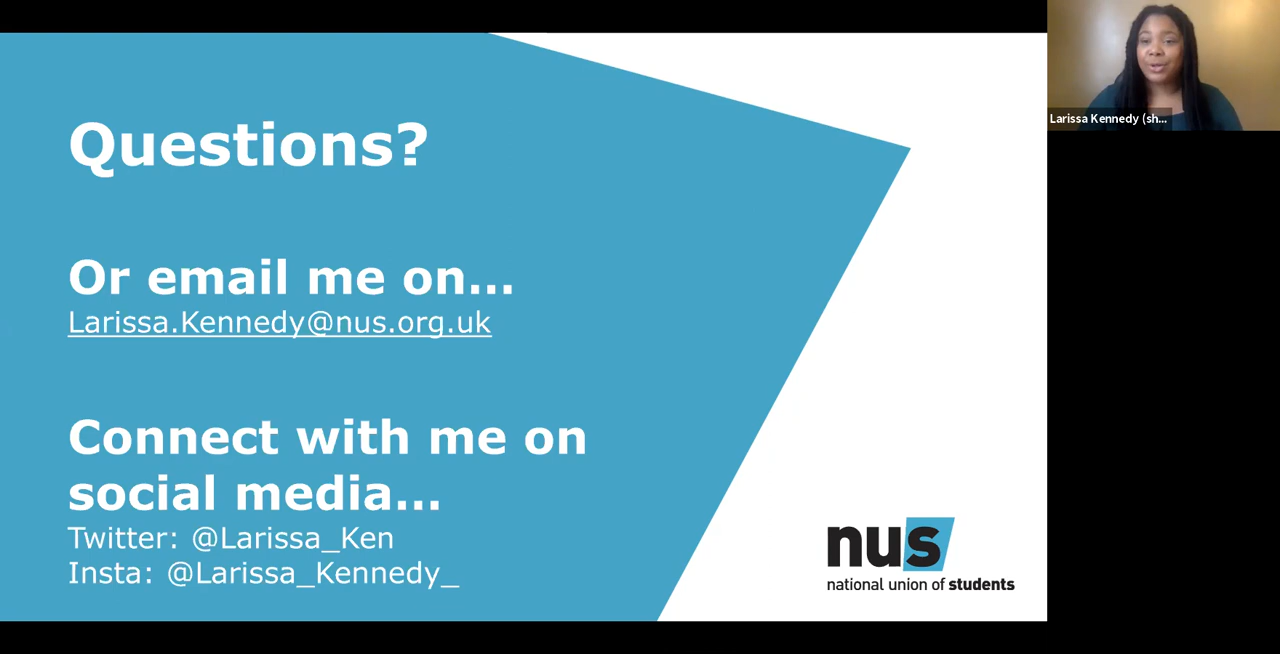 Questions?
Or email me on...
Larissa.Kennedy@nus.org.uk
Connect with me on
social media...
Twitter: @Larissa_Ken
Insta: @Larissa_Kennedy_
nus
national union of students
Larissa Kennedy (sh...